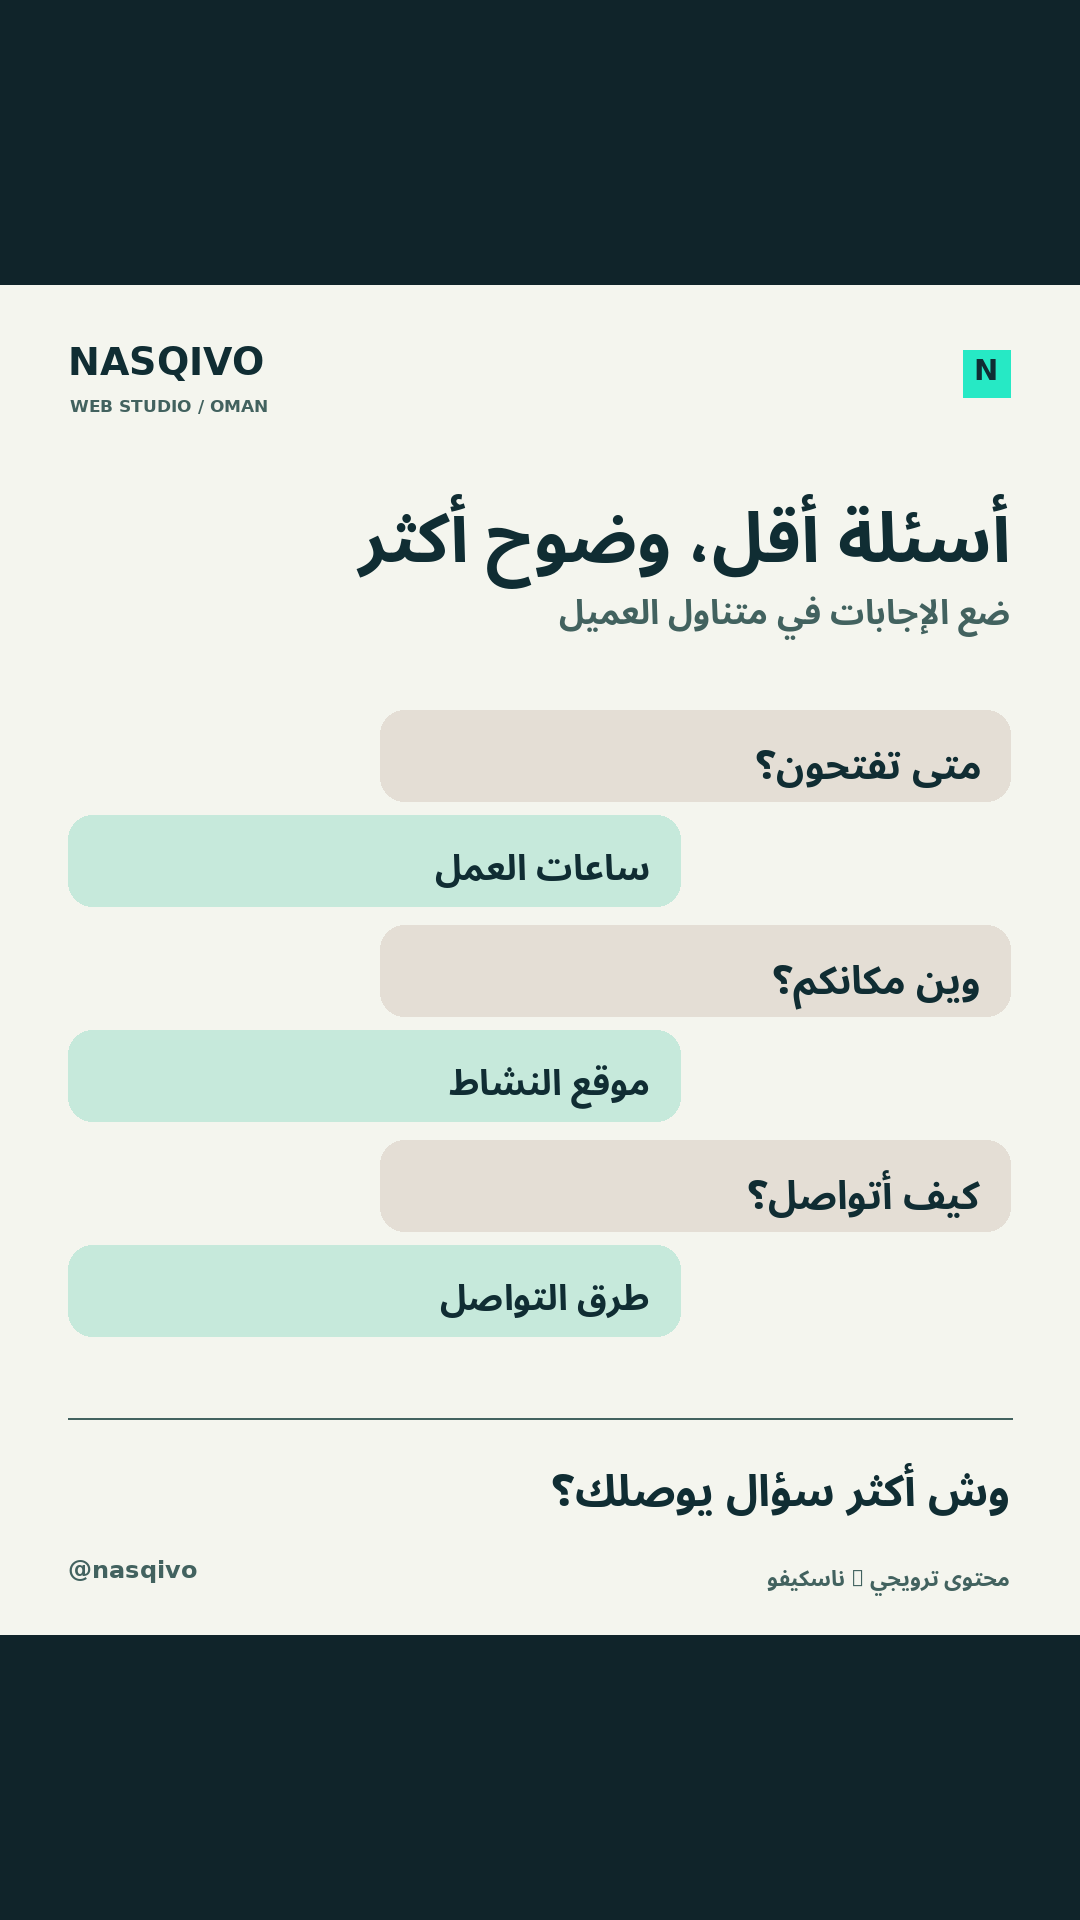 NASQIVO
WEB STUDIO / OMAN
N
أسئلة أقل، وضوح أكثر
ضع الإجابات في متناول العميل
متى تفتحون؟
ساعات العمل
وين مكانكم؟
موقع النشاط
كيف أتواصل؟
طرق التواصل
وش أكثر سؤال يوصلك؟
محتوى ترويجي ▯ ناسكيفو
@nasqivo